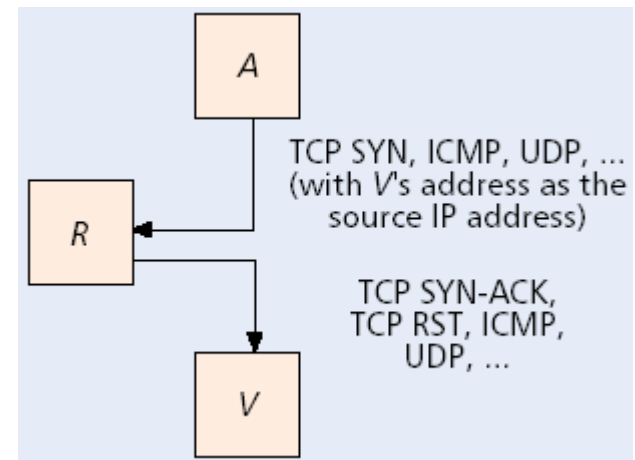 A
TCP SYN, ICMP, UDP, ...
(with V's address as the
source IP address)
R
TCP SYN-ACK,
TCP RST, ICMP,
UDP, ...
V